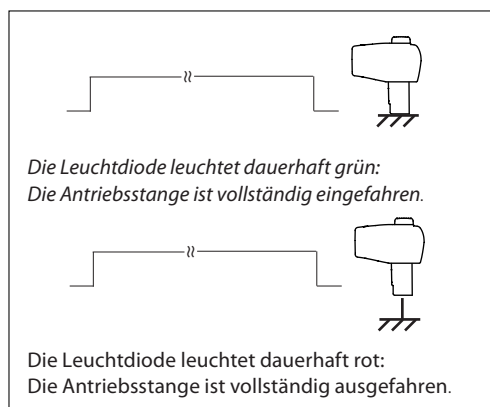 Die Leuchtdiode leuchtet dauerhaft grün:
Die Antriebsstange ist vollständig eingefahren.
Die Leuchtdiode leuchtet dauerhaft rot:
Die Antriebsstange ist vollständig ausgefahren.